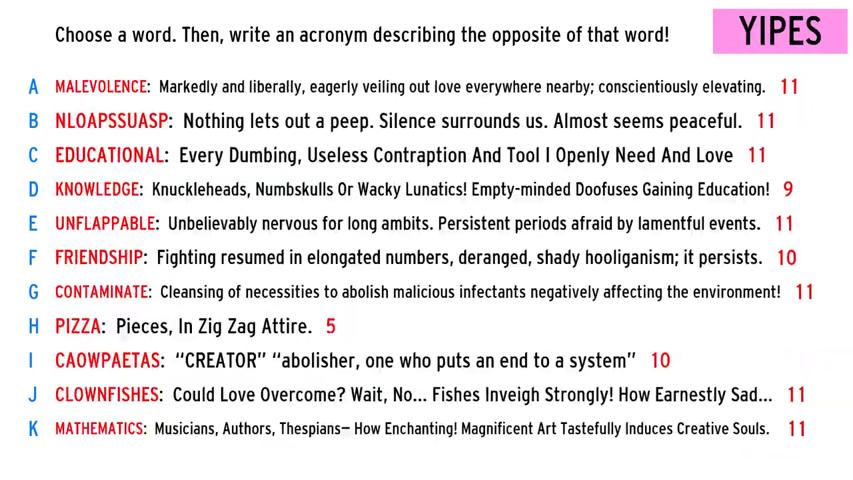 Choose a word. Then, write an acronym describing the opposite of that word!
YIPES
A MALEVOLENCE: Markedly and liberally, eagerly veiling out love everywhere nearby; conscientiously elevating. 11
B NLOAPSSUASP: Nothing lets out a peep. Silence surrounds us. Almost seems peaceful. 11
C EDUCATIONAL: Every Dumbing, Useless Contraption And Tool I Openly Need And Love 11
D KNOWLEDGE: Knuckleheads, Numbskulls Or Wacky Lunatics! Empty-minded Doofuses Gaining Education! 9
E UNFLAPPABLE: Unbelievably nervous for long ambits. Persistent periods afraid by lamentful events. 11
F FRIENDSHIP: Fighting resumed in elongated numbers, deranged, shady hooliganism; it persists. 10
G CONTAMINATE: Cleansing of necessities to abolish malicious infectants negatively affecting the environment! 11
H PIZZA: Pieces, In Zig Zag Attire. 5
I CAOWPAETAS: “CREATOR” “abolisher, one who puts an end to a system” 10
J CLOWNFISHES: Could Love Overcome? Wait, No... Fishes Inveigh Strongly! How Earnestly Sad... 11
K MATHEMATICS: Musicians, Authors, Thespians— How Enchanting! Magnificent Art Tastefully Induces Creative Souls. 11